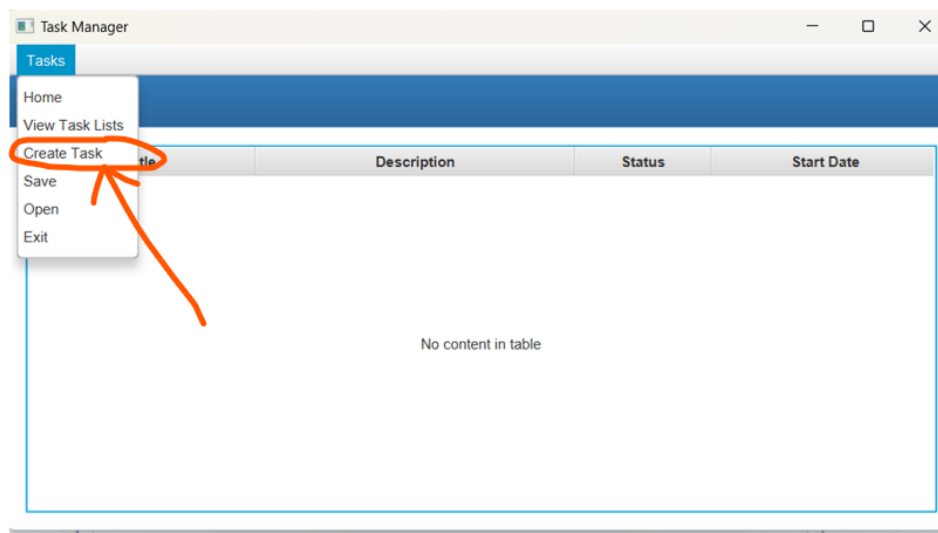 Task Manager
Tasks
Home
View Task Lists
Create Task
Description Status Start Date
Save
Open
Exit
No content in table